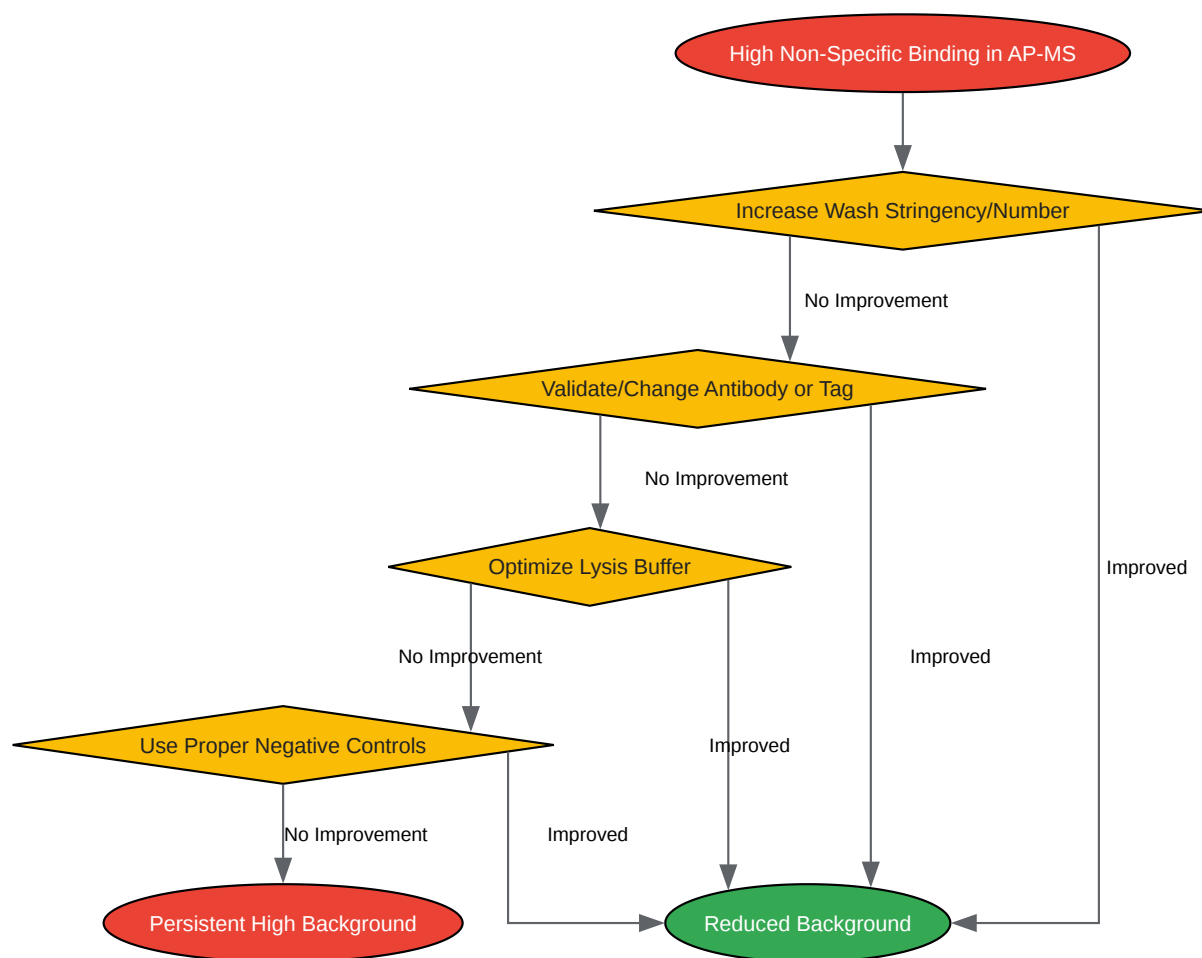 High Non-Specific Binding in AP-MS
Increase Wash Stringency/Number
No Improvement
Validate/Change Antibody or Tag
No Improvement
Optimize Lysis Buffer
Improved
No Improvement
Improved
Use Proper Negative Controls
Improved
No Improvement
Improved
Persistent High Background
Reduced Background